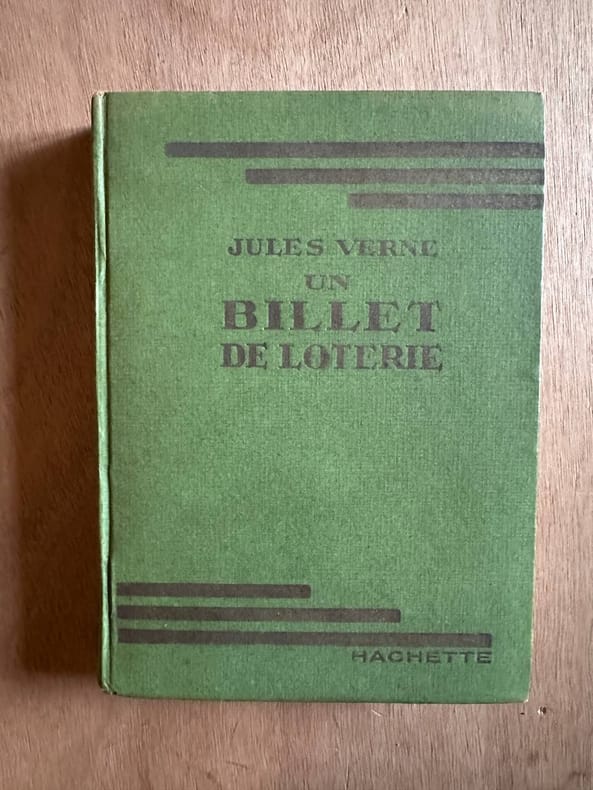 JULES VERNE
UN
BILLET
DE LOTERIE
HACHETTE